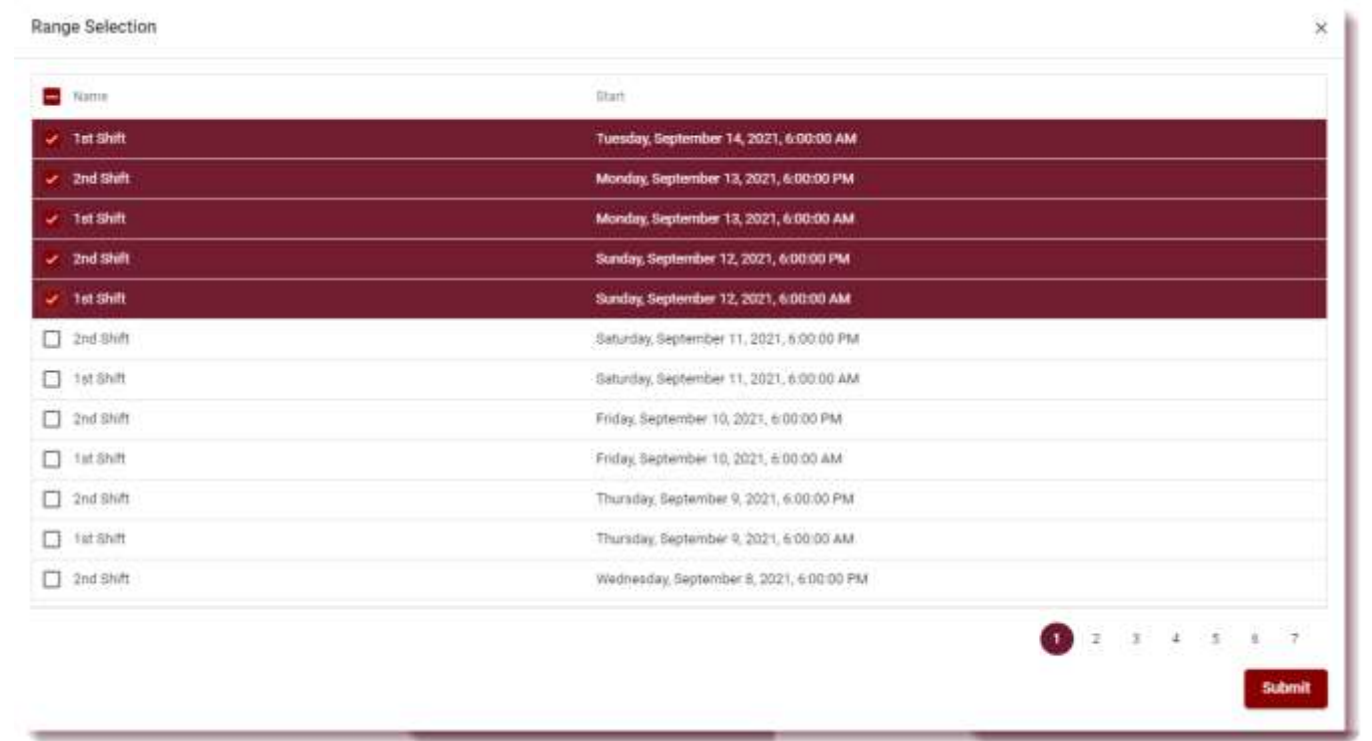 Range Selection ×
Name Start
1st Shift Tuesday, September 14, 2021, 6:00:00 AM
2nd Shift Monday, September 13, 2021, 6:00:00 PM
1st Shift Monday, September 13, 2021, 6:00:00 AM
2nd Shift Sunday, September 12, 2021, 6:00:00 PM
1st Shift Sunday, September 12, 2021, 6:00:00 AM
2nd Shift Saturday, September 11, 2021, 6:00:00 PM
1st Shift Saturday, September 11, 2021, 6:00:00 AM
2nd Shift Friday, September 10, 2021, 6:00:00 PM
1st Shift Friday, September 10, 2021, 6:00:00 AM
2nd Shift Thursday, September 9, 2021, 6:00:00 PM
1st Shift Thursday, September 9, 2021, 6:00:00 AM
2nd Shift Wednesday, September 8, 2021, 6:00:00 PM
1 2 3 4 5 6 7
Submit